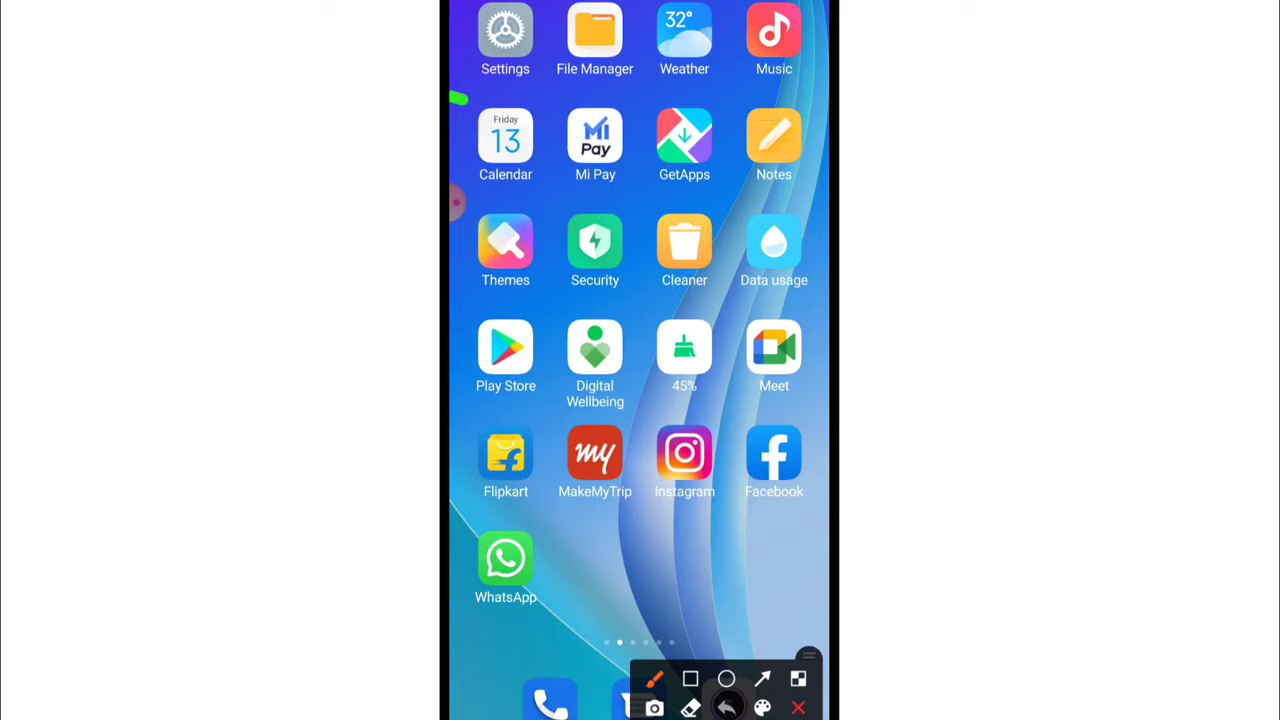 32°
Settings
File Manager
Weather
Music
Friday
13
MI
Pay
Calendar
Mi Pay
GetApps
Notes
Themes
Security
Cleaner
Data usage
Play Store
Digital
Wellbeing
45%
Meet
my
Flipkart
MakeMyTrip
Instagram
Facebook
WhatsApp